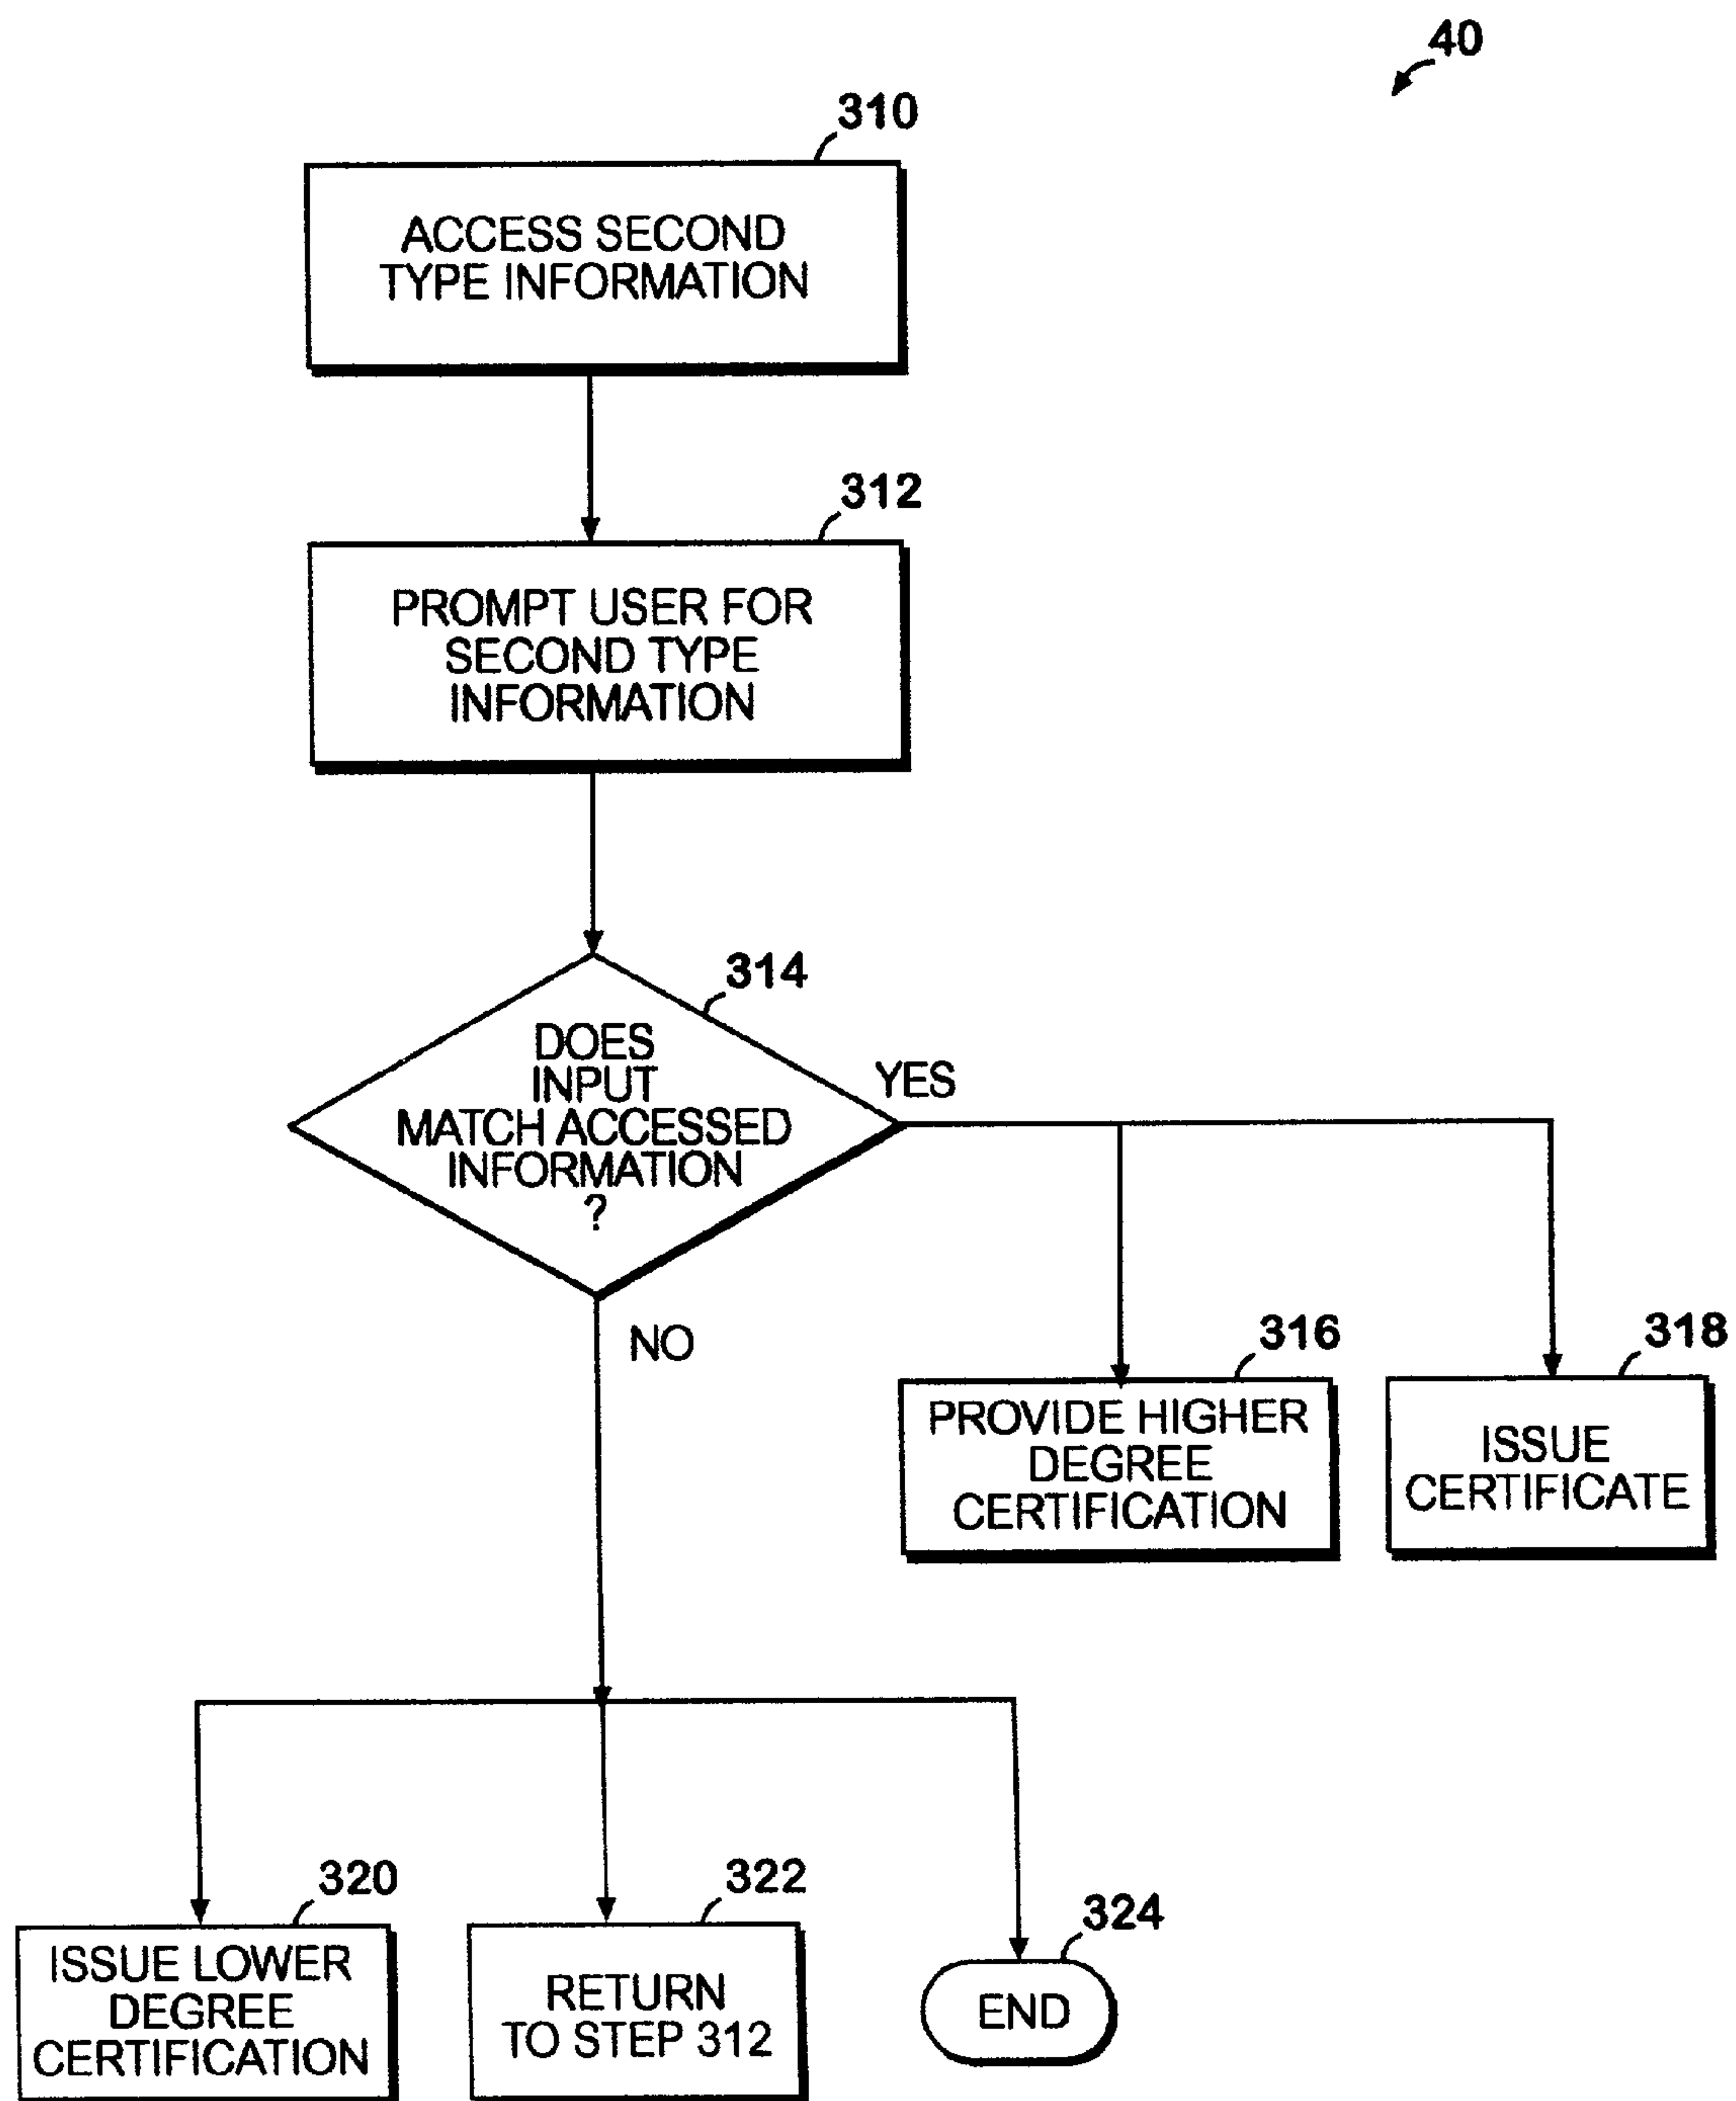 40
310
ACCESS SECOND
TYPE INFORMATION
312
PROMPT USER FOR
SECOND TYPE
INFORMATION
314
DOES
INPUT
MATCH ACCESSED
INFORMATION
?
YES
NO
316
PROVIDE HIGHER
DEGREE
CERTIFICATION
318
ISSUE
CERTIFICATE
320
ISSUE LOWER
DEGREE
CERTIFICATION
322
RETURN
TO STEP 312
324
END